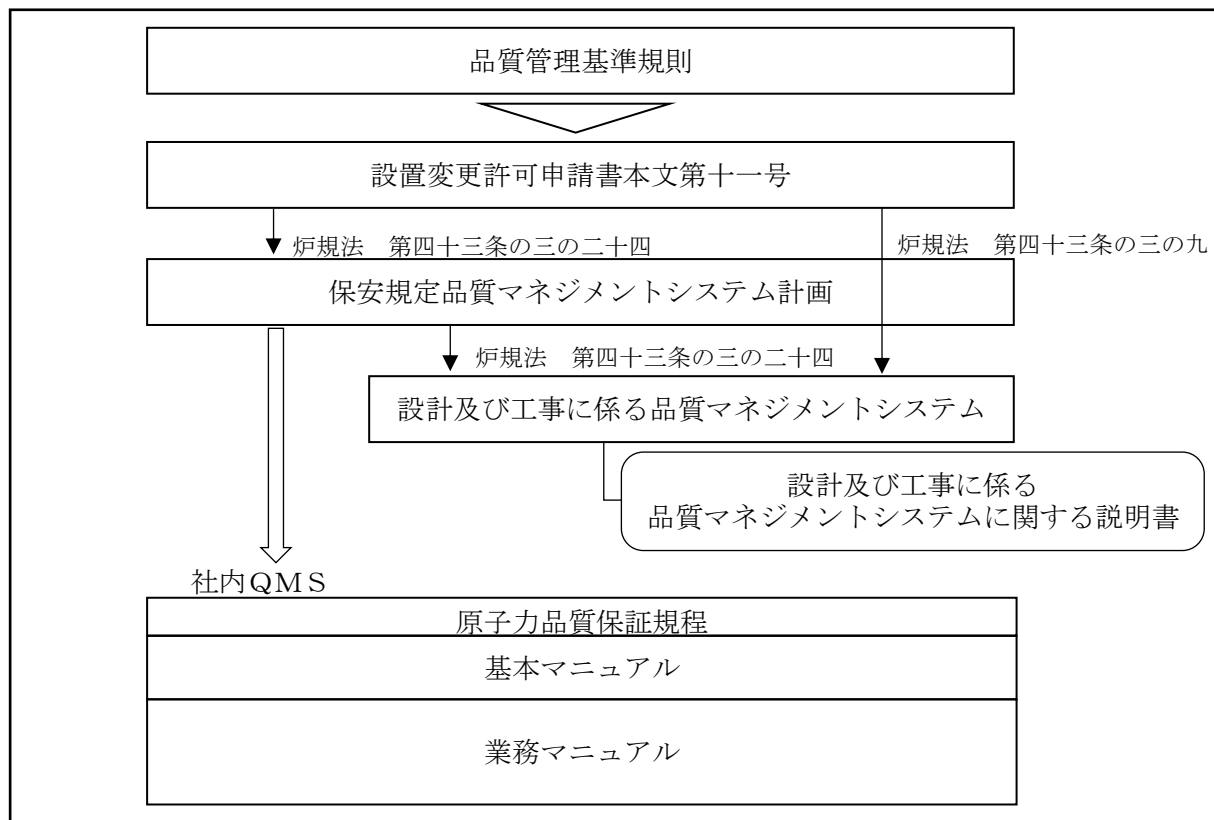 品質管理基準規則
設置変更許可申請書本文第十一号
炉規法　第四十三条の三の二十四
炉規法　第四十三条の三の九
保安規定品質マネジメントシステム計画
炉規法　第四十三条の三の二十四
設計及び工事に係る品質マネジメントシステム
設計及び工事に係る
品質マネジメントシステムに関する説明書
社内ＱＭＳ
原子力品質保証規程
基本マニュアル
業務マニュアル